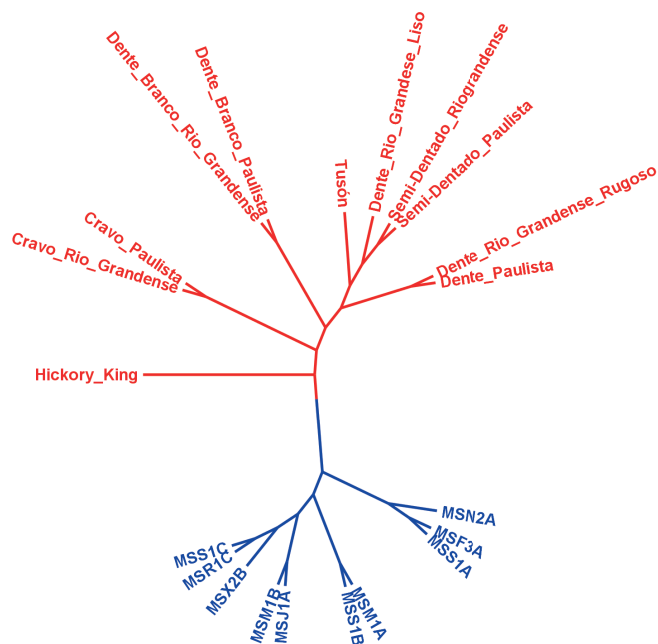 Dente_Branco_Rio_Grandense
Dente_Branco_Paulista
Tusón
Dente_Rio_Grandese_Liso
Semi-Dentado_Riograndense
Semi-Dentado_Paulista
Dente_Rio_Grandense_Rugoso
Dente_Paulista
Cravo_Paulista
Cravo_Rio_Grandense
Hickory_King
MSN2A
MSF3A
MSS1A
MSM1A
MSS1B
MSJ1A
MSM1B
MSX2B
MSR1C
MSS1C